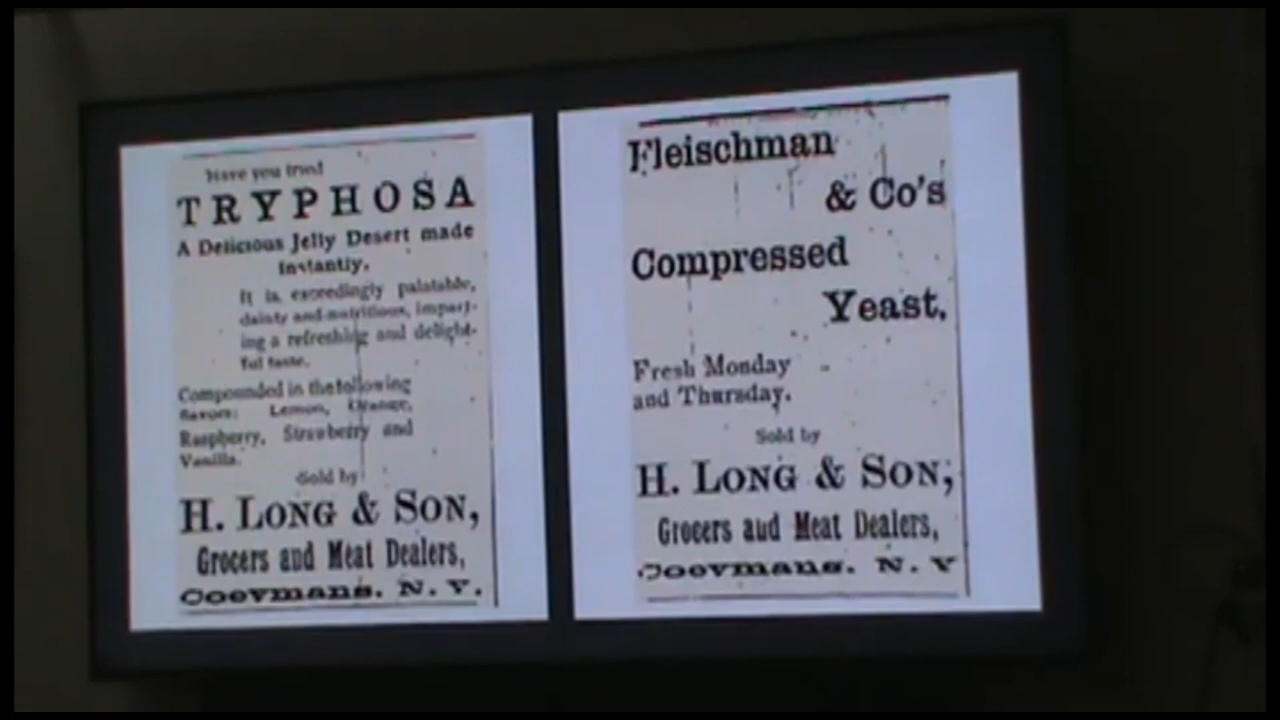 Have you tried
TRYPHOSA
A Delicious Jelly Desert made
instantly.
It is exceedingly palatable,
dainty and nutritious, impart-
ing a refreshing and delight-
ful taste.
Compounded in the following
flavors: Lemon, Orange,
Raspberry, Strawberry and
Vanilla.
Sold by
H. LONG & SON,
Grocers and Meat Dealers,
Coeymans. N. Y.
Fleischman
& Co's
Compressed
Yeast.
Fresh Monday
and Thursday.
Sold by
H. LONG & SON,
Grocers and Meat Dealers,
Coeymans. N. Y